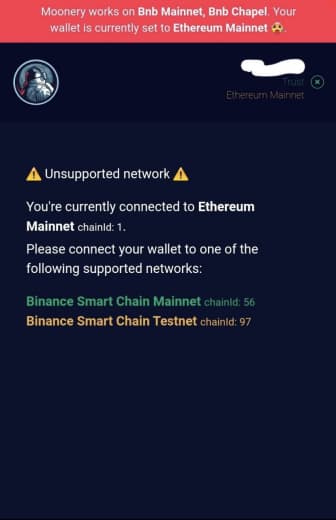 Moonery works on Bnb Mainnet, Bnb Chapel. Your
wallet is currently set to Ethereum Mainnet 😰.
Trust
Ethereum Mainnet
⚠️ Unsupported network ⚠️
You're currently connected to Ethereum
Mainnet chainId: 1.
Please connect your wallet to one of the
following supported networks:
Binance Smart Chain Mainnet chainId: 56
Binance Smart Chain Testnet chainId: 97